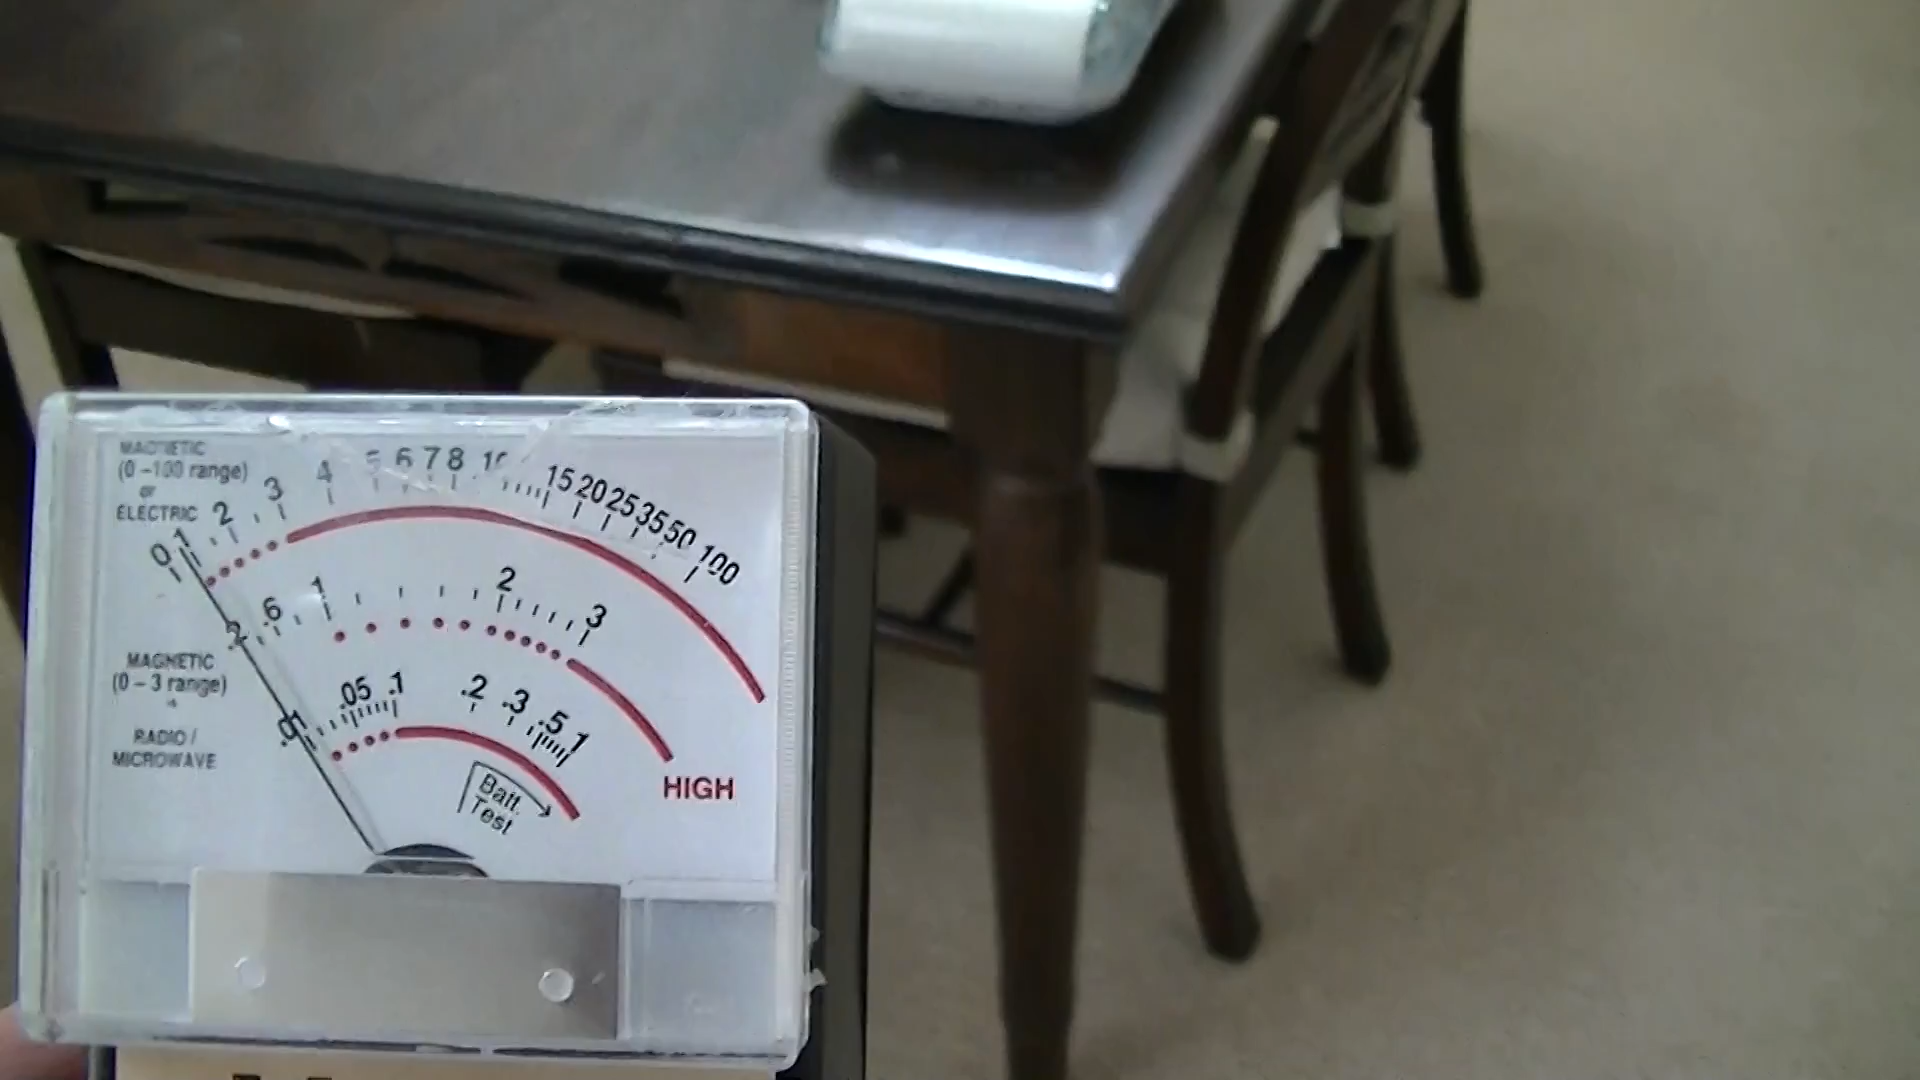 MAGNETIC
(0 – 100 range)
or
ELECTRIC
0 1 2 3 4 5 6 7 8 10 15 20 25 35 50 100
.2 .6 1 2 3
MAGNETIC
(0 – 3 range)
.01 .05 .1 .2 .3 .5 1
RADIO /
MICROWAVE
HIGH
Batt.
Test